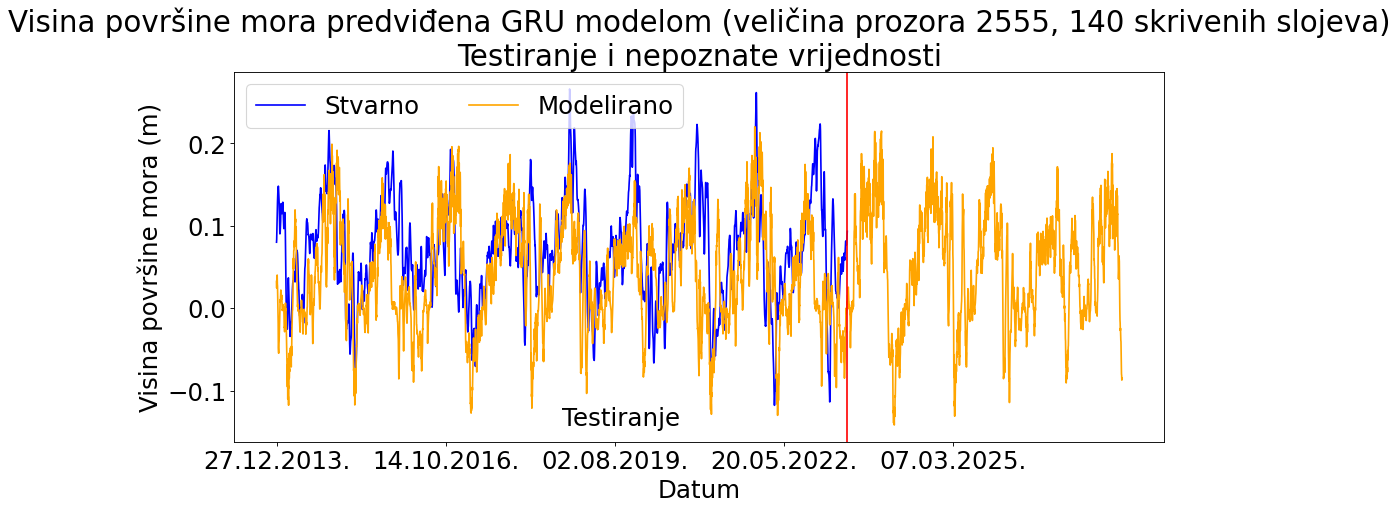 Visina površine mora predviđena GRU modelom (veličina prozora 2555, 140 skrivenih slojeva)
Testiranje i nepoznate vrijednosti
Stvarno
Modelirano
Visina površine mora (m)
0.2
0.1
0.0
−0.1
Testiranje
27.12.2013.
14.10.2016.
02.08.2019.
20.05.2022.
07.03.2025.
Datum